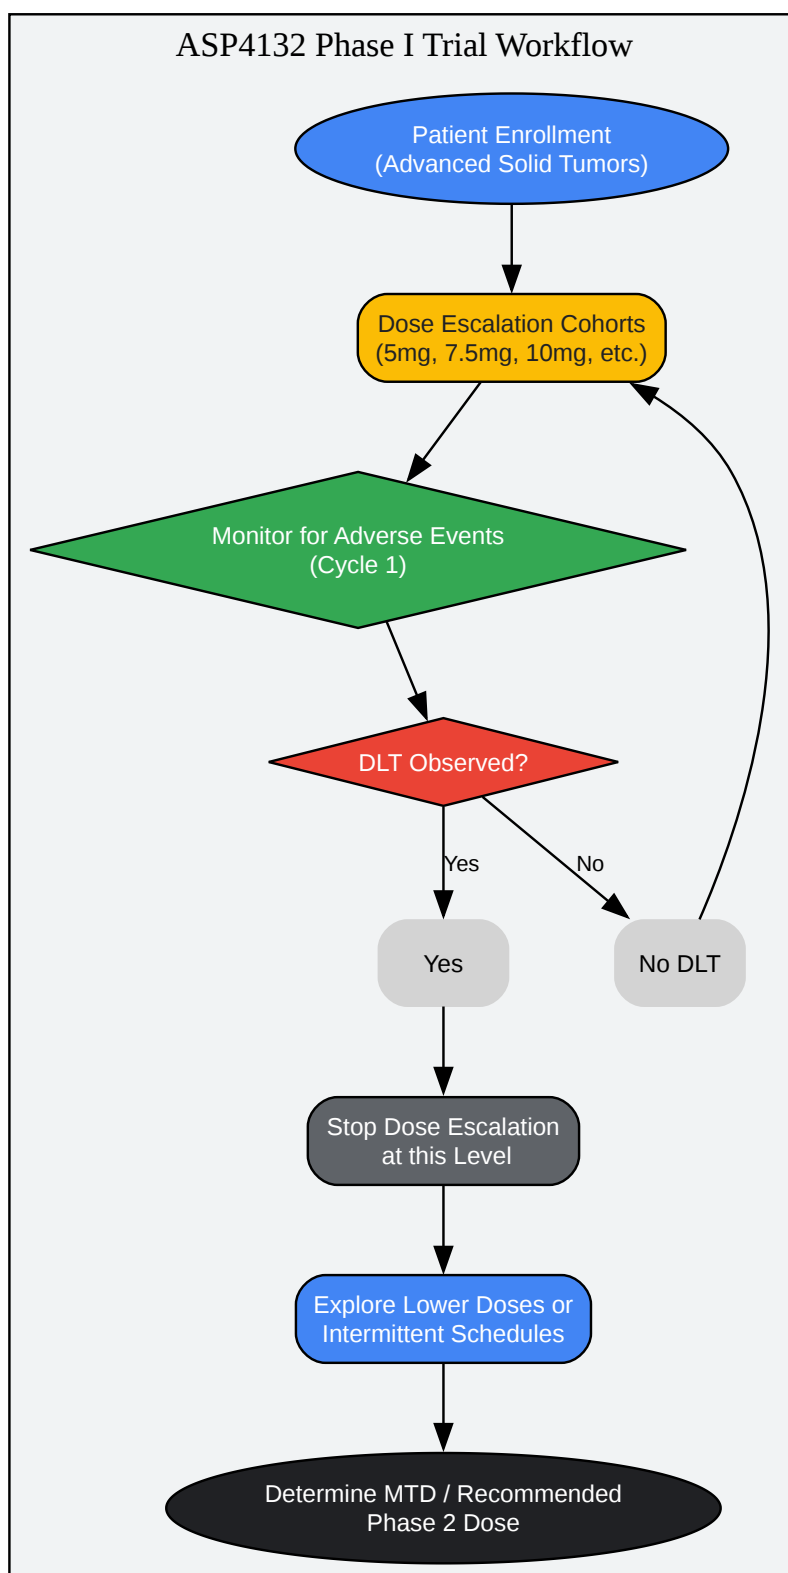 ASP4132 Phase I Trial Workflow
Patient Enrollment
(Advanced Solid Tumors)
Dose Escalation Cohorts
(5mg, 7.5mg, 10mg, etc.)
Monitor for Adverse Events
(Cycle 1)
DLT Observed?
Yes
No
Yes
No DLT
Stop Dose Escalation
at this Level
Explore Lower Doses or
Intermittent Schedules
Determine MTD / Recommended
Phase 2 Dose